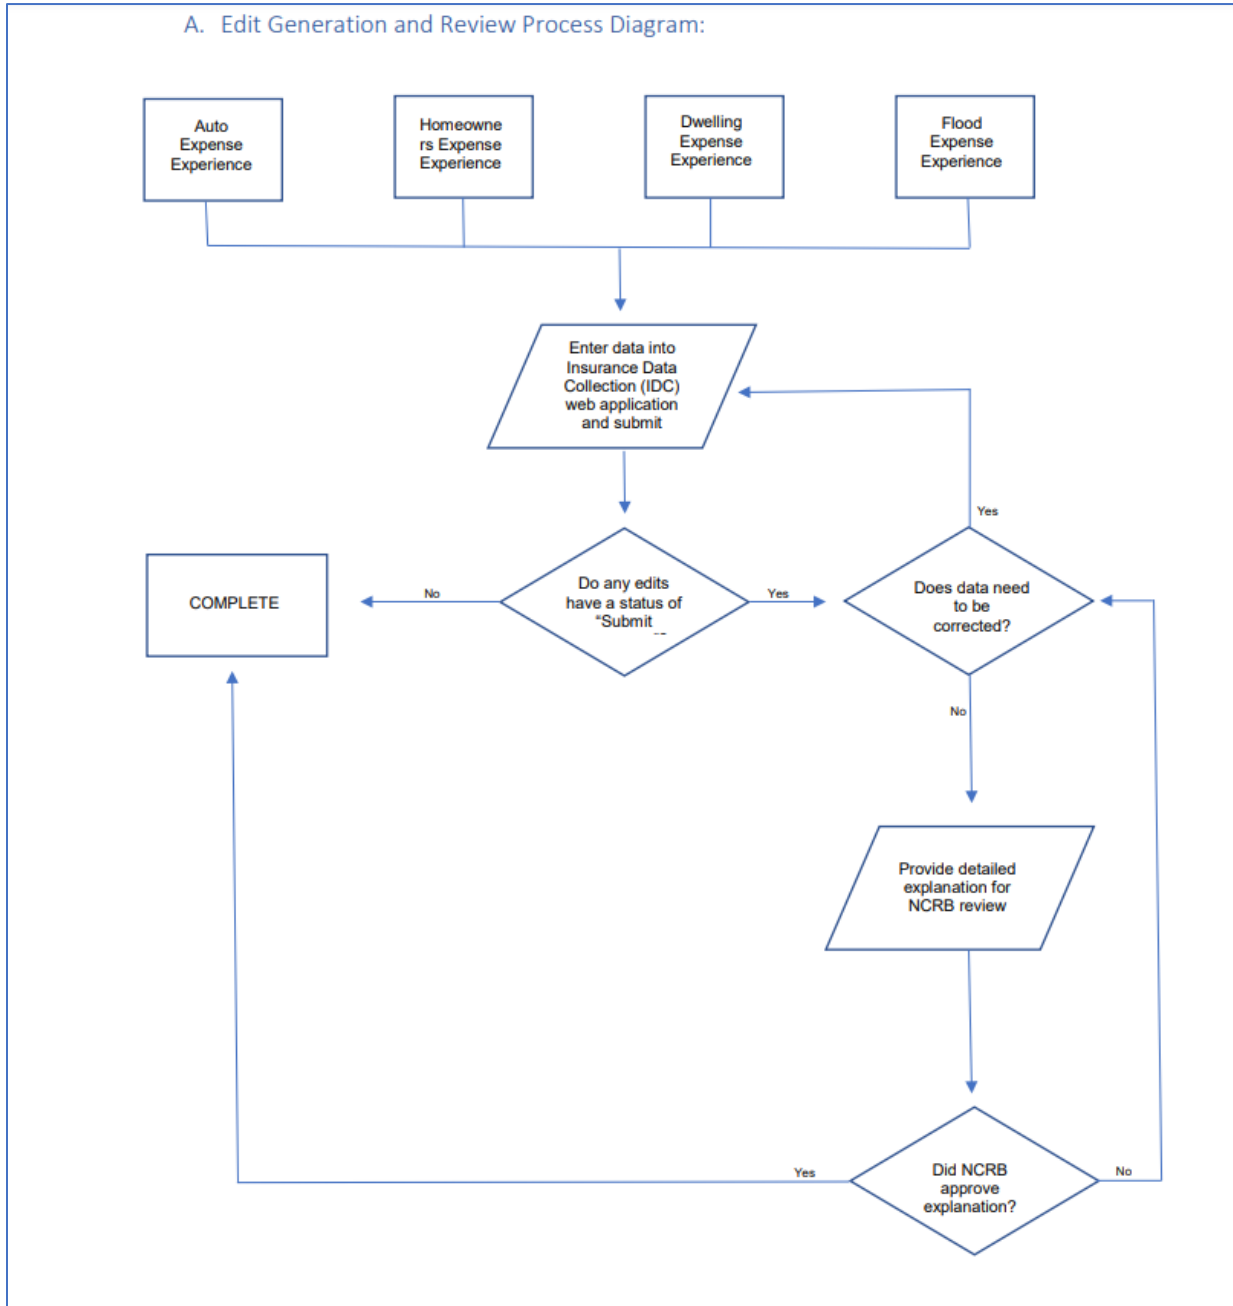 A. Edit Generation and Review Process Diagram:
Auto
Expense
Experience
Homeowne
rs Expense
Experience
Dwelling
Expense
Experience
Flood
Expense
Experience
Enter data into
Insurance Data
Collection (IDC)
web application
and submit
Yes
COMPLETE
No
Do any edits
have a status of
“Submit
Yes
Does data need
to be
corrected?
No
Provide detailed
explanation for
NCRB review
Yes
Did NCRB
approve
explanation?
No